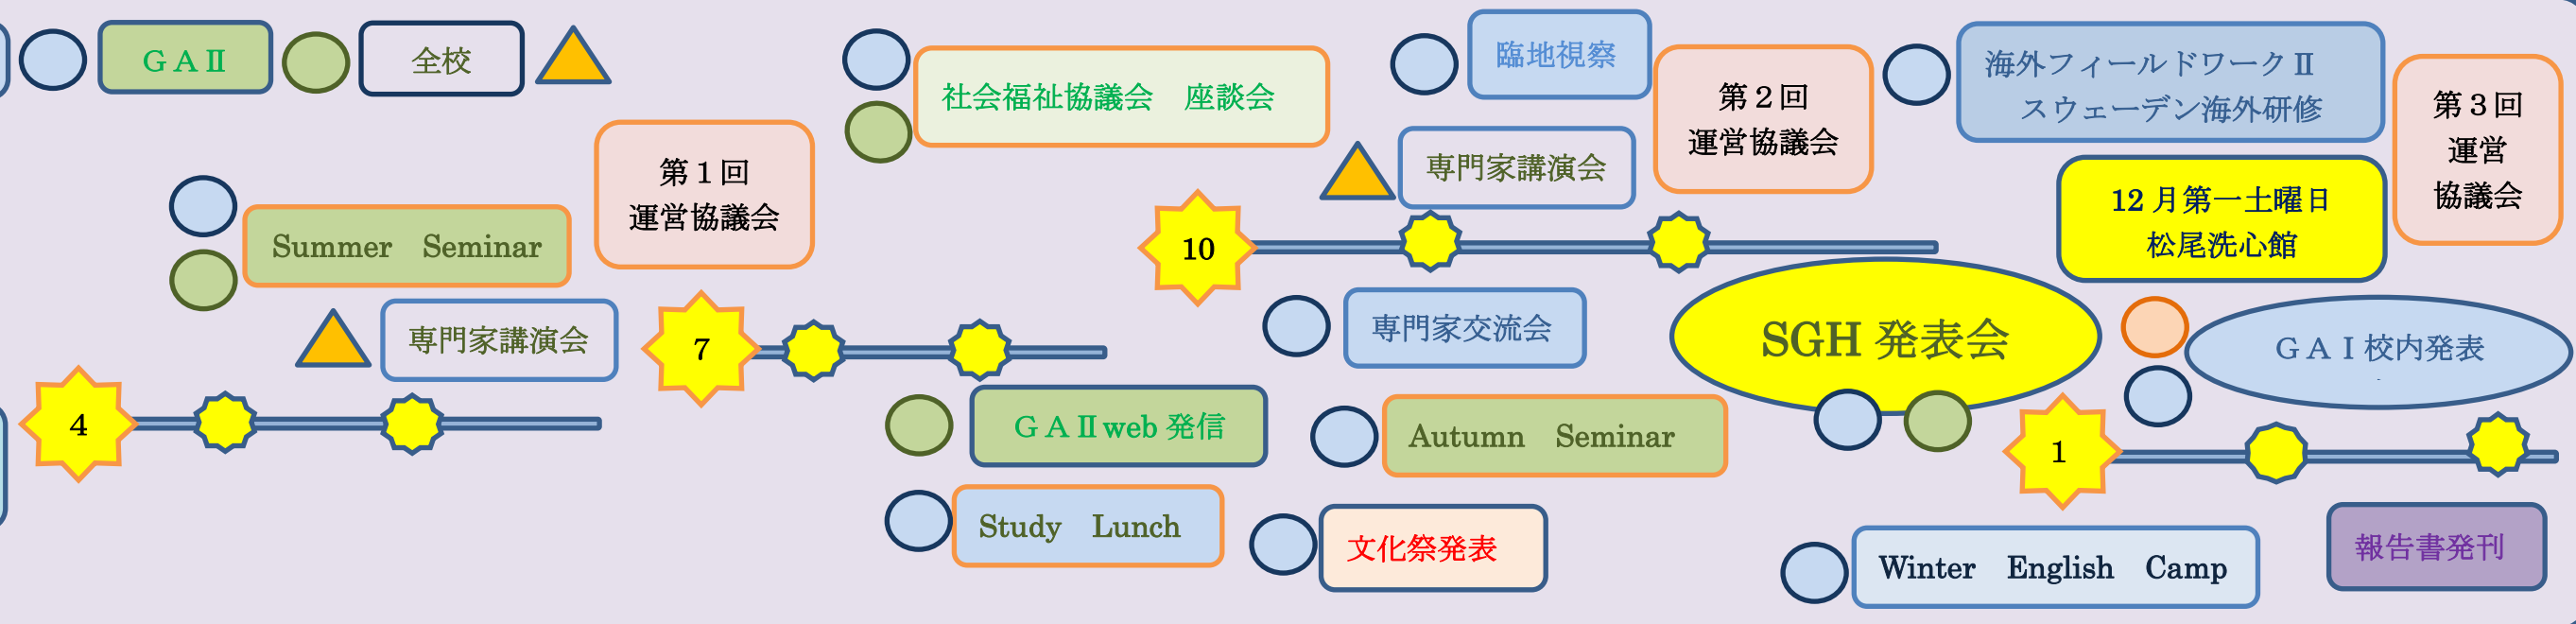 ＧＡⅡ
全校
社会福祉協議会　座談会
臨地視察
第２回
運営協議会
海外フィールドワークⅡ
スウェーデン海外研修
第３回
運営
協議会
第１回
運営協議会
専門家講演会
12月第一土曜日
松尾洗心館
Summer　Seminar
10
専門家講演会
7
専門家交流会
SGH 発表会
ＧＡⅠ校内発表
4
ＧＡⅡweb 発信
Autumn　Seminar
1
Study　Lunch
文化祭発表
Winter　English　Camp
報告書発刊